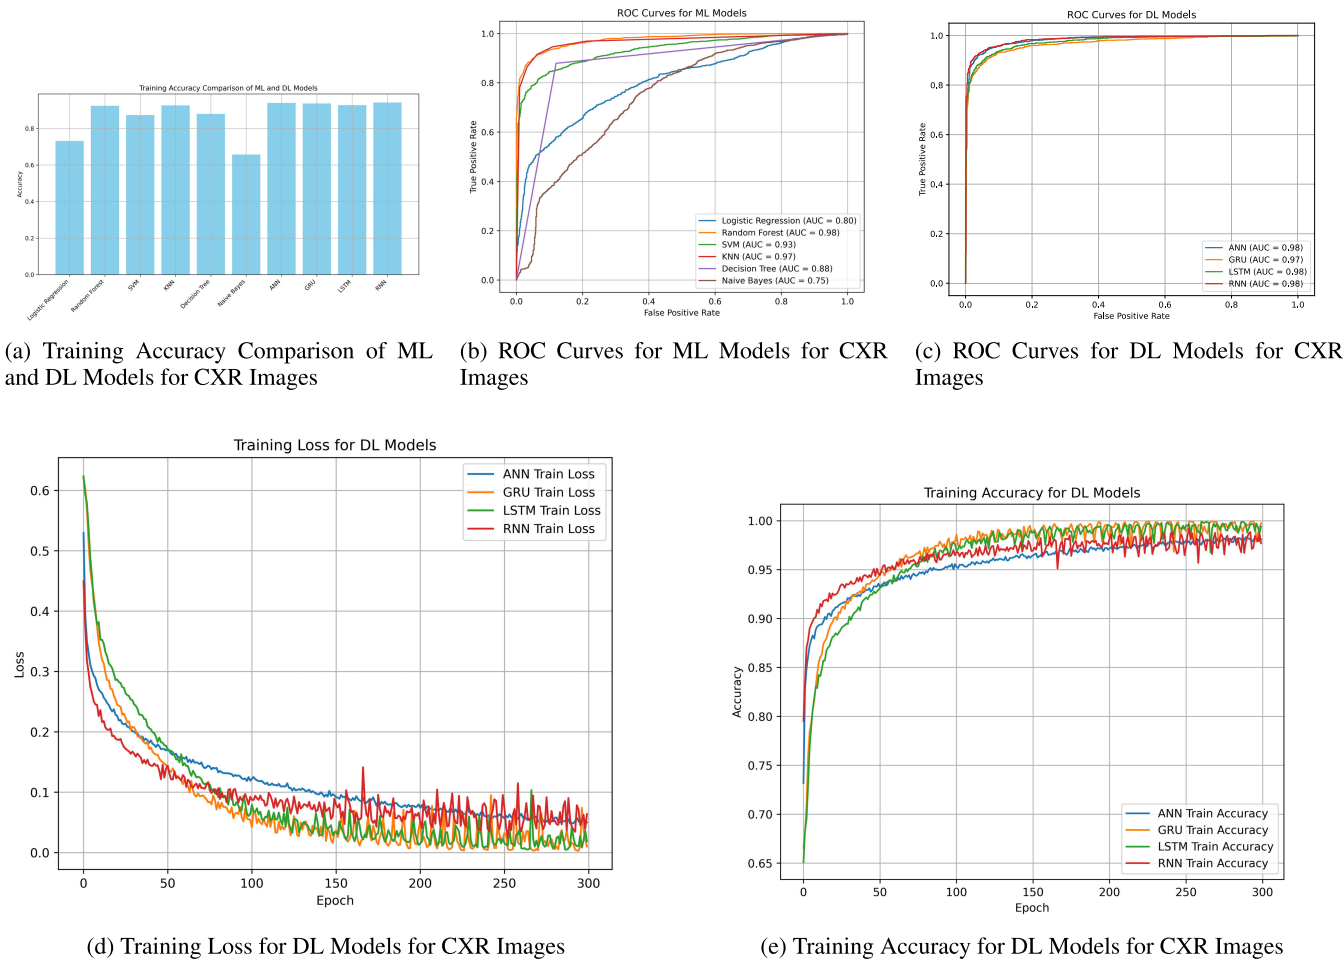 Training Accuracy Comparison of ML and DL Models
Accuracy
0.8
0.6
0.4
0.2
0.0
Logistic Regression
Random Forest
SVM
KNN
Decision Tree
Naive Bayes
ANN
GRU
LSTM
RNN
(a) Training Accuracy Comparison of ML
and DL Models for CXR Images
ROC Curves for ML Models
True Positive Rate
1.0
0.8
0.6
0.4
0.2
0.0
Logistic Regression (AUC = 0.80)
Random Forest (AUC = 0.98)
SVM (AUC = 0.93)
KNN (AUC = 0.97)
Decision Tree (AUC = 0.88)
Naive Bayes (AUC = 0.75)
0.0 0.2 0.4 0.6 0.8 1.0
False Positive Rate
(b) ROC Curves for ML Models for CXR
Images
ROC Curves for DL Models
True Positive Rate
1.0
0.8
0.6
0.4
0.2
0.0
ANN (AUC = 0.98)
GRU (AUC = 0.97)
LSTM (AUC = 0.98)
RNN (AUC = 0.98)
0.0 0.2 0.4 0.6 0.8 1.0
False Positive Rate
(c) ROC Curves for DL Models for CXR
Images
Training Loss for DL Models
Loss
0.6
0.5
0.4
0.3
0.2
0.1
0.0
ANN Train Loss
GRU Train Loss
LSTM Train Loss
RNN Train Loss
0 50 100 150 200 250 300
Epoch
(d) Training Loss for DL Models for CXR Images
Training Accuracy for DL Models
Accuracy
1.00
0.95
0.90
0.85
0.80
0.75
0.70
0.65
ANN Train Accuracy
GRU Train Accuracy
LSTM Train Accuracy
RNN Train Accuracy
0 50 100 150 200 250 300
Epoch
(e) Training Accuracy for DL Models for CXR Images